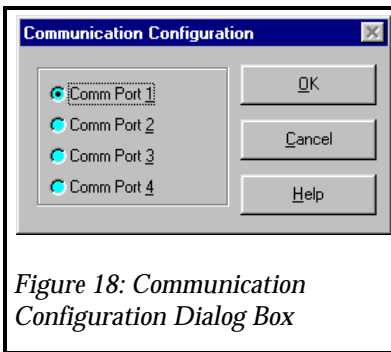 Communication Configuration
Comm Port 1
Comm Port 2
Comm Port 3
Comm Port 4
OK
Cancel
Help
Figure 18: Communication
Configuration Dialog Box